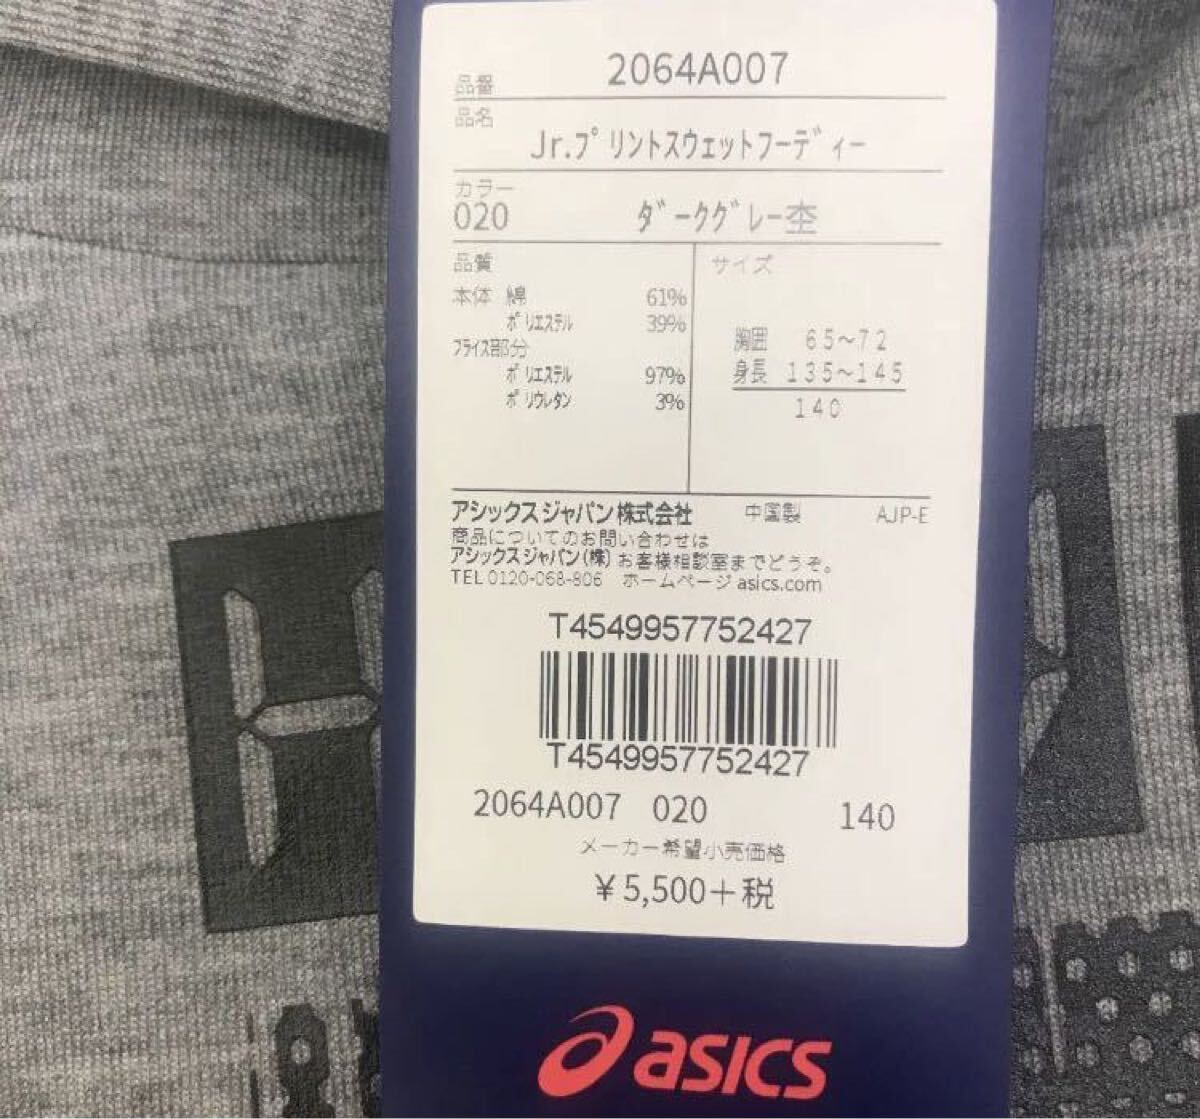 品番 2064A007
品名
Jr.プリントスウェットフーディー
カラー
020 ダークグレー杢
品質
本体 綿 61%
ポリエステル 39%
フライス部分
ポリエステル 97%
ポリウレタン 3%
サイズ
胸囲 65～72
身長 135～145
140
アシックス ジャパン 株式会社 中国製 AJP-E
商品についてのお問い合わせは
アシックス ジャパン(株) お客様相談室までどうぞ。
TEL 0120-068-806 ホームページ asics.com
T4549957752427
T4549957752427
2064A007 020 140
メーカー希望小売価格
¥5,500+税
asics